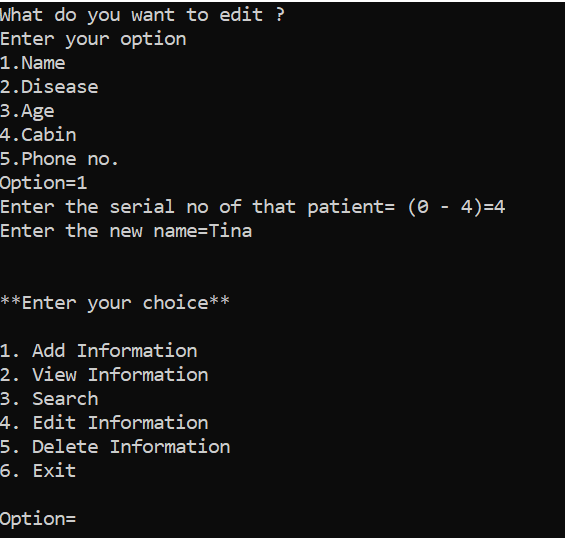 What do you want to edit ?
Enter your option
1.Name
2.Disease
3.Age
4.Cabin
5.Phone no.
Option=1
Enter the serial no of that patient= (0 - 4)=4
Enter the new name=Tina
**Enter your choice**
1. Add Information
2. View Information
3. Search
4. Edit Information
5. Delete Information
6. Exit
Option=